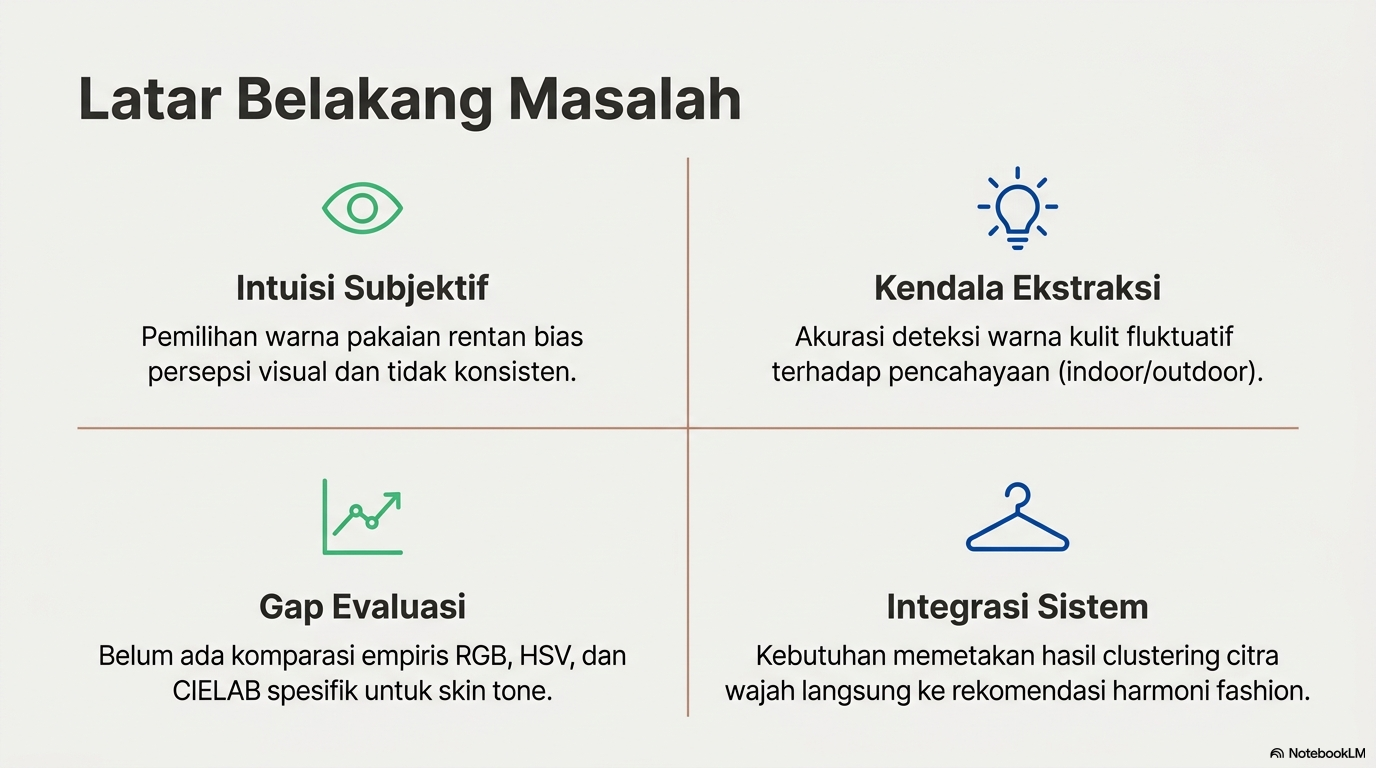 Latar Belakang Masalah
Intuisi Subjektif
Pemilihan warna pakaian rentan bias
persepsi visual dan tidak konsisten.
Kendala Ekstraksi
Akurasi deteksi warna kulit fluktuatif
terhadap pencahayaan (indoor/outdoor).
Gap Evaluasi
Belum ada komparasi empiris RGB, HSV, dan
CIELAB spesifik untuk skin tone.
Integrasi Sistem
Kebutuhan memetakan hasil clustering citra
wajah langsung ke rekomendasi harmoni fashion.
NotebookLM